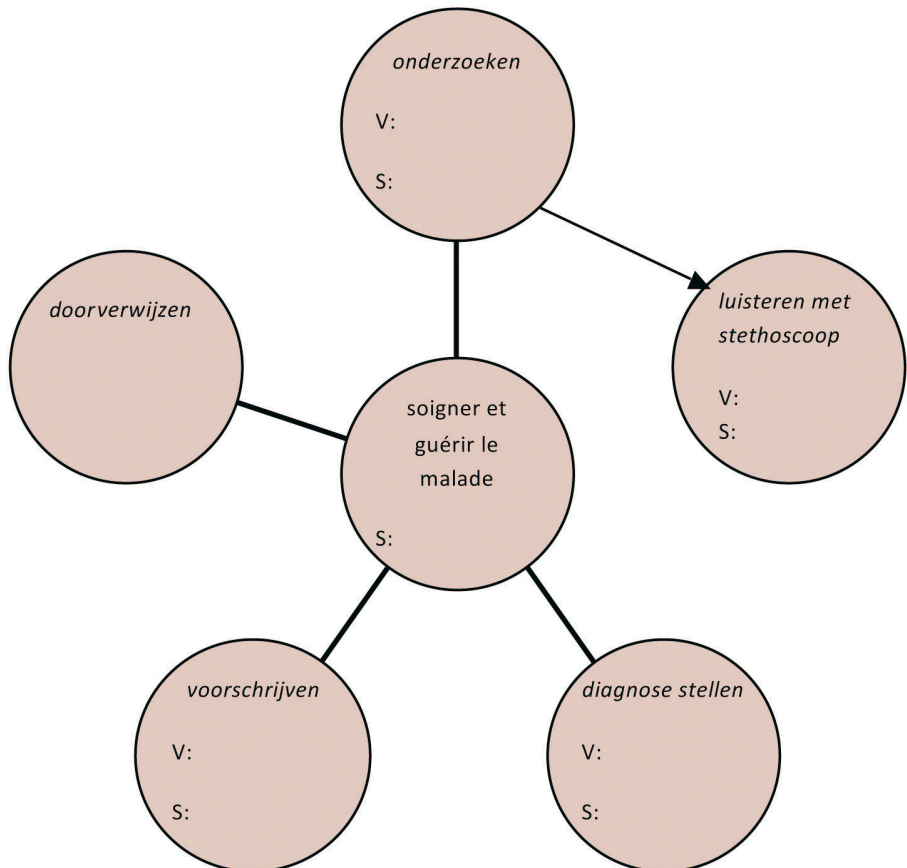 onderzoeken
V:
S:
doorverwijzen
luisteren met
stethoscoop
V:
S:
soigner et
guérir le
malade
S:
voorschrijven
V:
S:
diagnose stellen
V:
S: